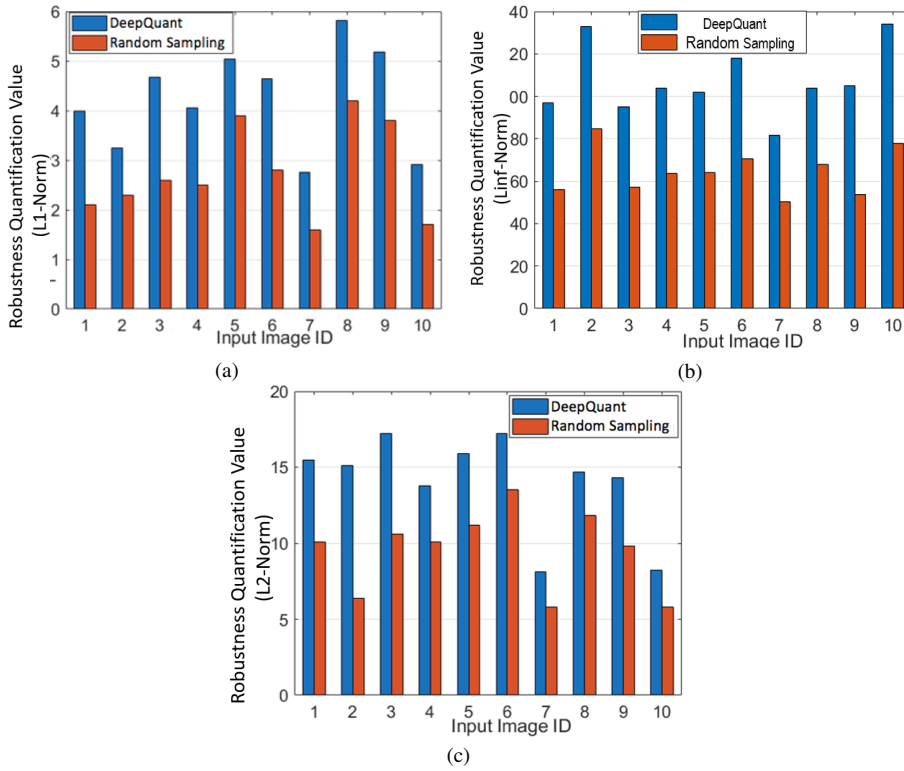 DeepQuant
Random Sampling
Robustness Quantification Value
(L1-Norm)
6
5
4
3
2
1
0
1 2 3 4 5 6 7 8 9 10
Input Image ID
(a)
DeepQuant
Random Sampling
Robustness Quantification Value
(Linf-Norm)
40
20
00
80
60
40
20
0
1 2 3 4 5 6 7 8 9 10
Input Image ID
(b)
DeepQuant
Random Sampling
Robustness Quantification Value
(L2-Norm)
20
15
10
5
0
1 2 3 4 5 6 7 8 9 10
Input Image ID
(c)